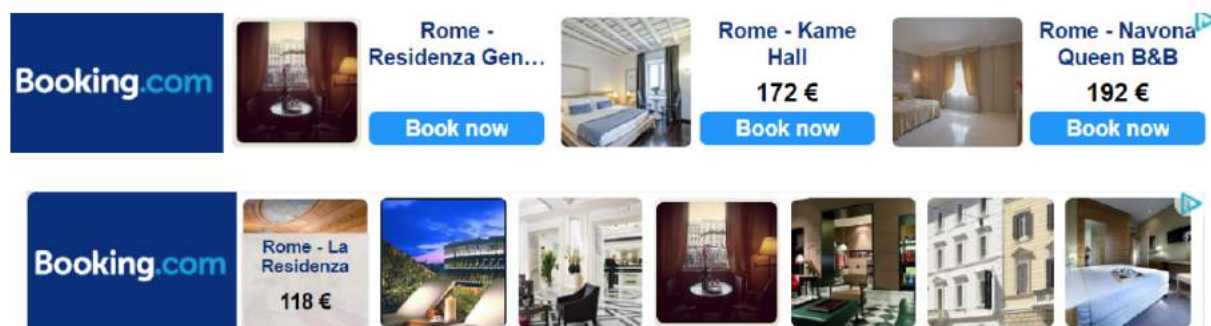 Booking.com
Rome -
Residenza Gen...
Book now
Rome - Kame
Hall
172 €
Book now
Rome - Navona
Queen B&B
192 €
Book now
Booking.com
Rome - La
Residenza
118 €